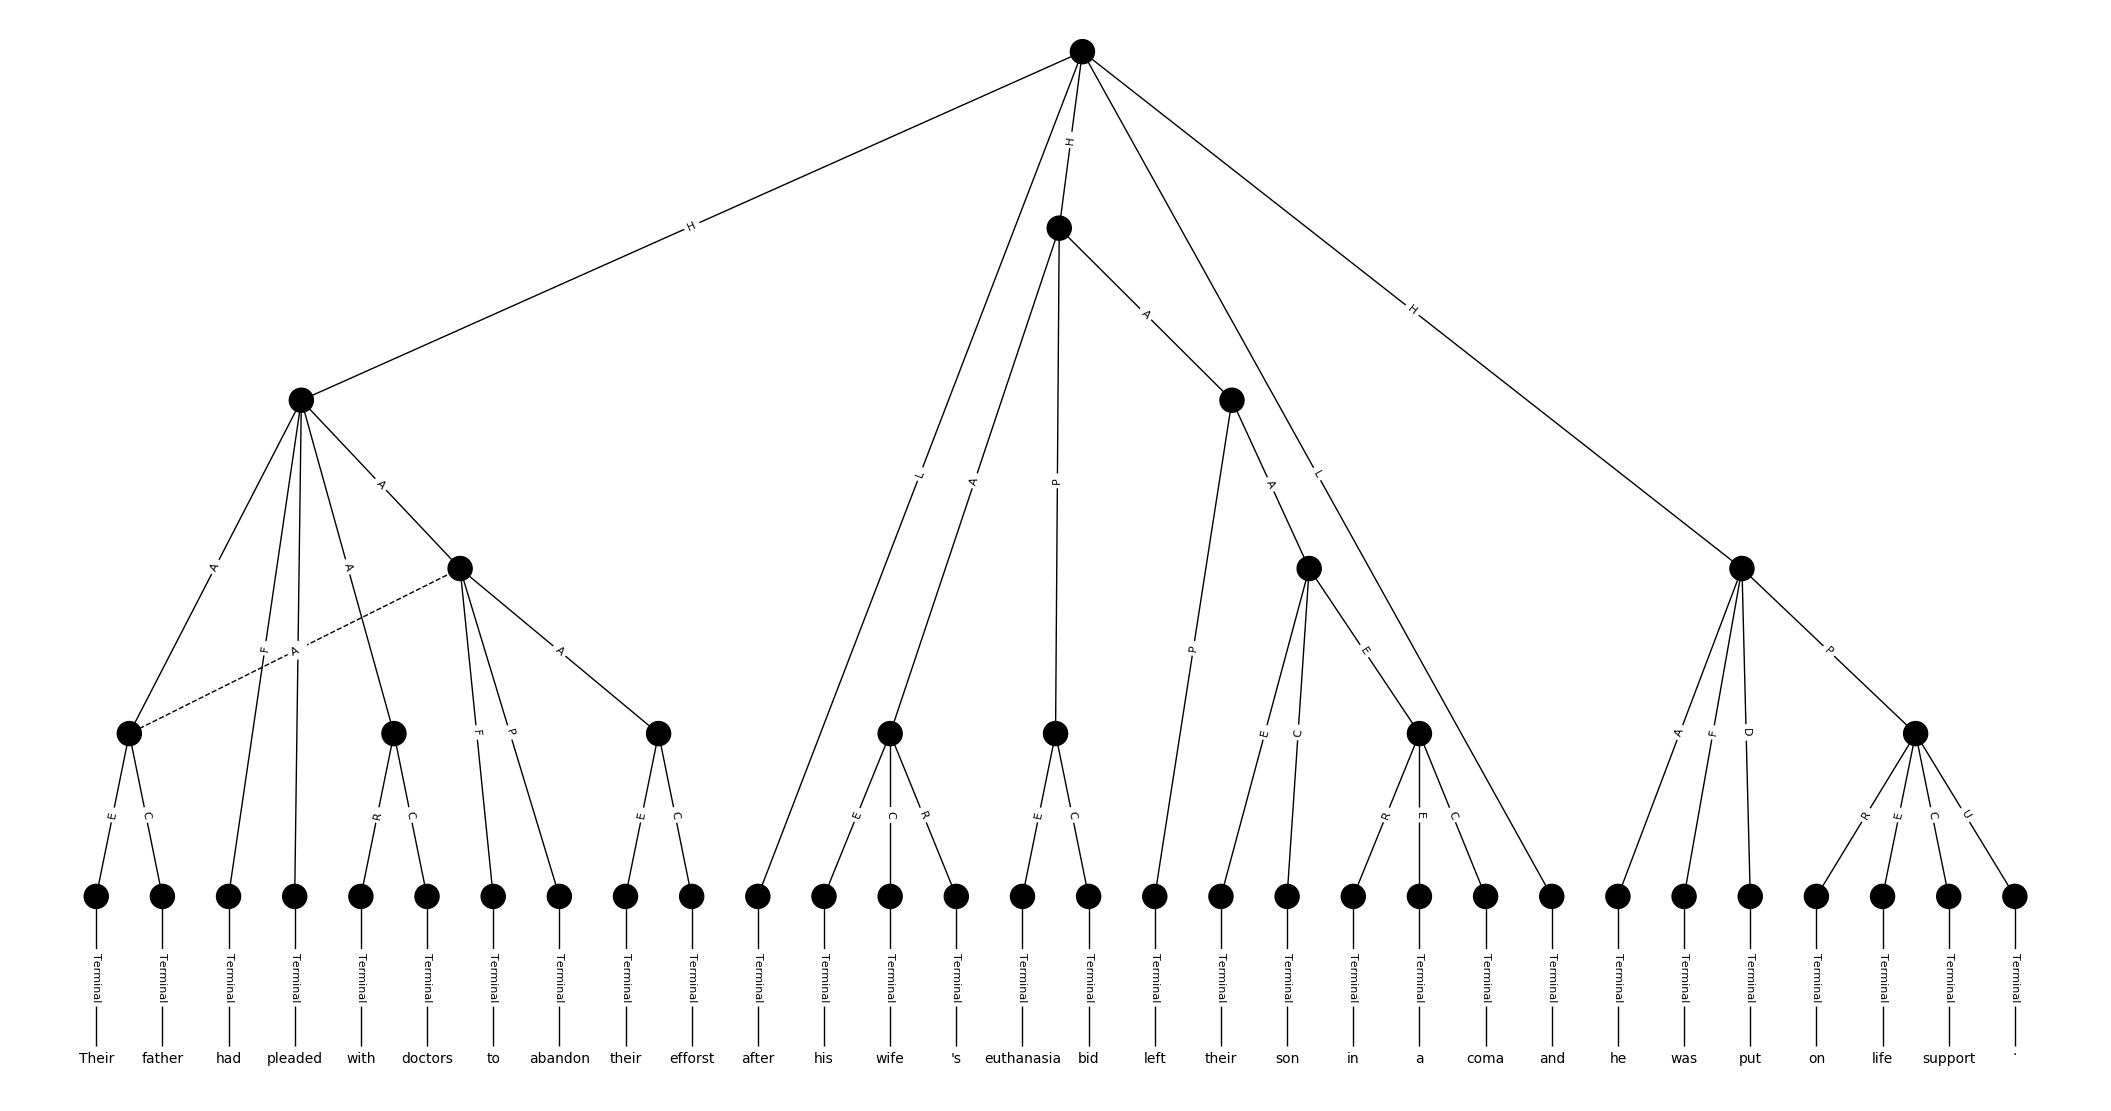 H
H
H
A
A
L
A
P
A
L
A
A
A
F
A
P
E
A
F
P
E
C
A
F
D
P
E
C
R
C
E
C
E
C
R
E
C
R
E
C
R
E
C
U
Terminal Terminal Terminal Terminal Terminal Terminal Terminal Terminal Terminal Terminal Terminal Terminal Terminal Terminal Terminal Terminal Terminal Terminal Terminal Terminal Terminal Terminal Terminal Terminal Terminal Terminal Terminal Terminal Terminal Terminal
Their father had pleaded with doctors to abandon their efforst after his wife 's euthanasia bid left their son in a coma and he was put on life support .